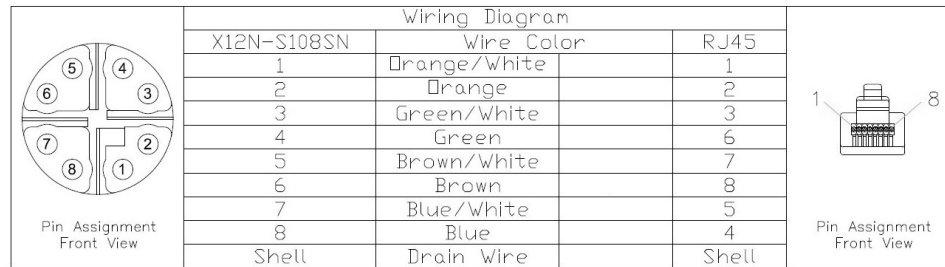 Wiring Diagram
X12N-S108SN Wire Color RJ45
1 Orange/White 1
2 Orange 2
3 Green/White 3
4 Green 6
5 Brown/White 7
6 Brown 8
7 Blue/White 5
8 Blue 4
Shell Drain Wire Shell
5 4
6 3
7 2
8 1
Pin Assignment
Front View
1 8
Pin Assignment
Front View